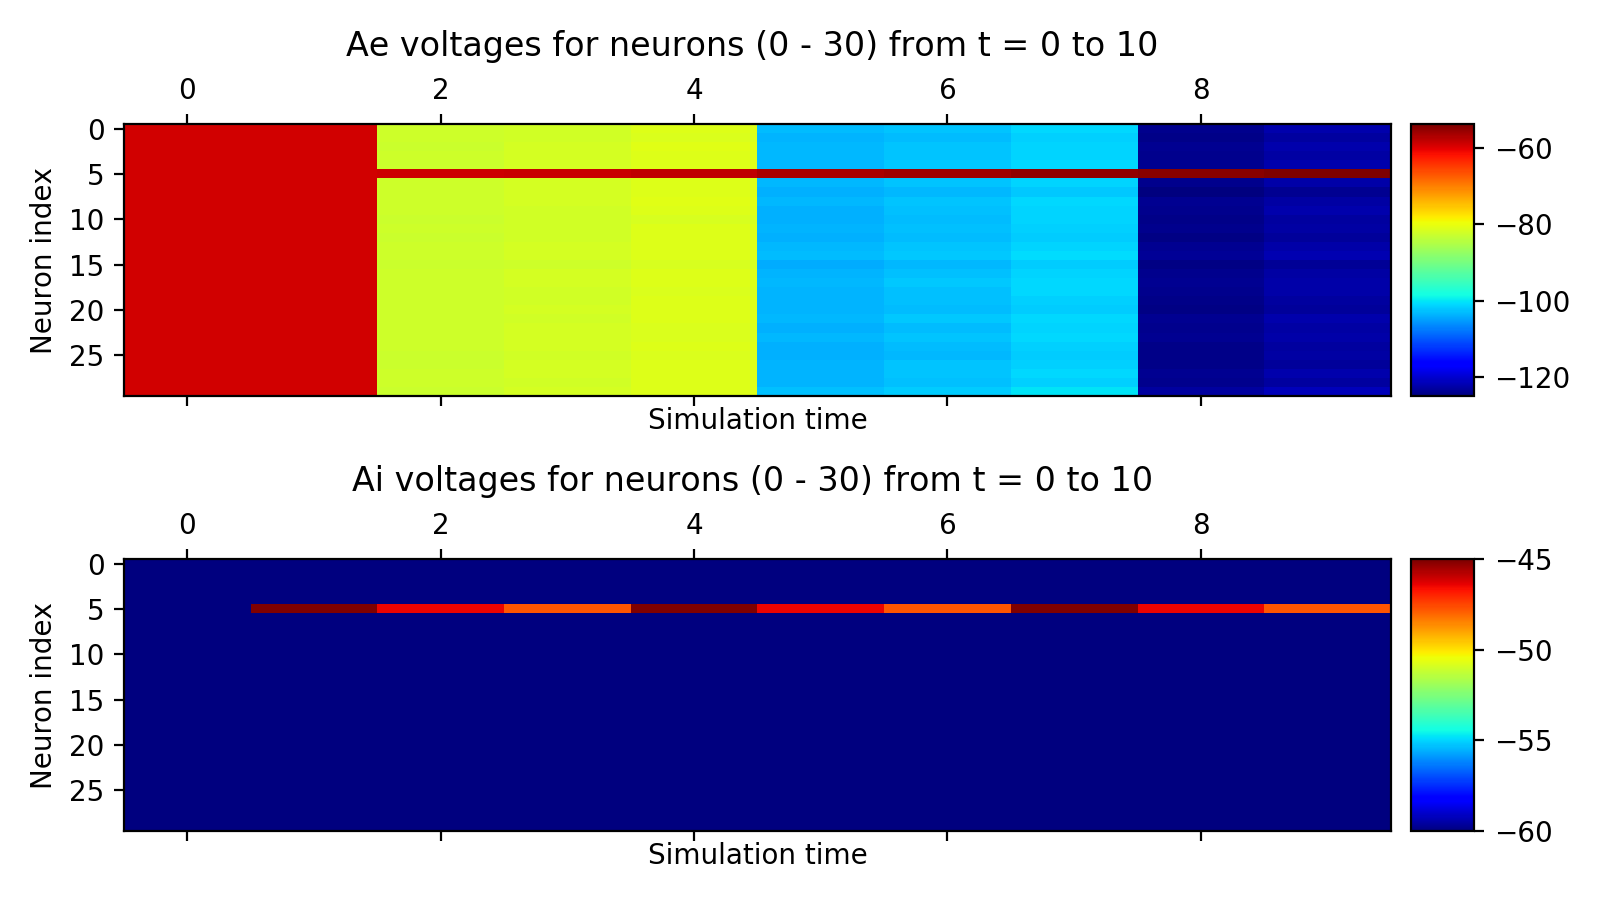 Ae voltages for neurons (0 - 30) from t = 0 to 10
0 2 4 6 8
Neuron index
0
5
10
15
20
25
−60
−80
−100
−120
Simulation time
Ai voltages for neurons (0 - 30) from t = 0 to 10
0 2 4 6 8
Neuron index
0
5
10
15
20
25
−45
−50
−55
−60
Simulation time